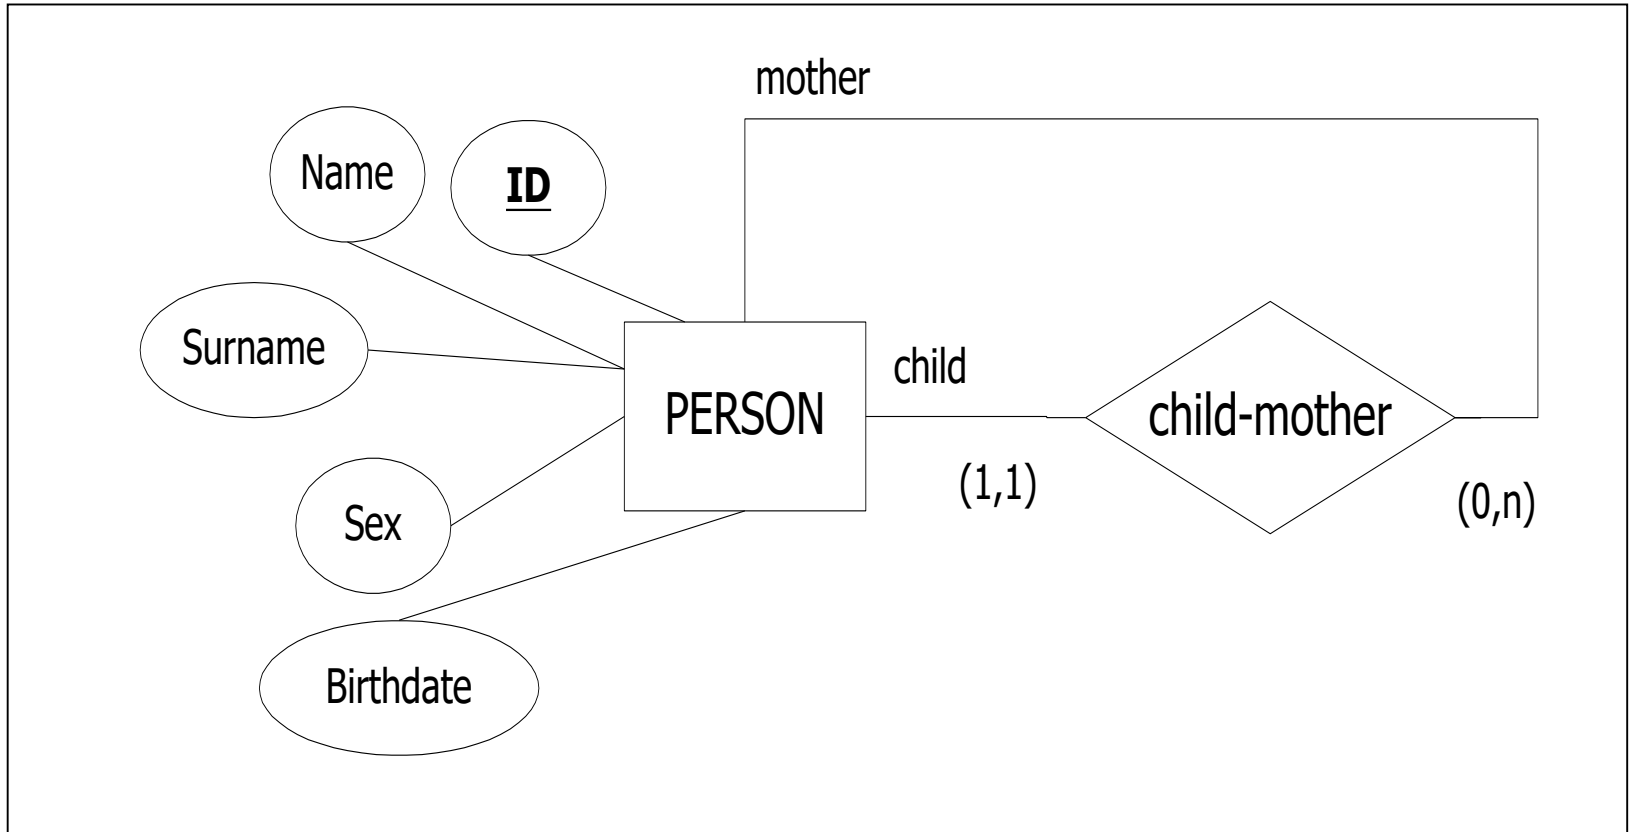 mother
Name
ID
Surname
child
PERSON
child-mother
(1,1)
(0,n)
Sex
Birthdate